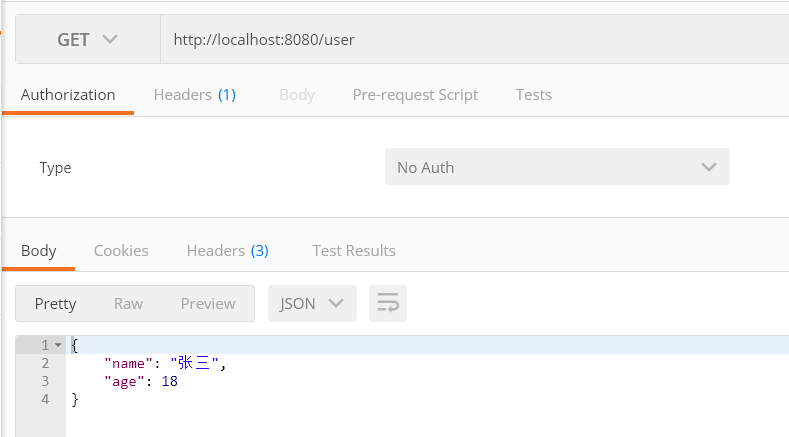 GET http://localhost:8080/user
Authorization Headers (1) Body Pre-request Script Tests
Type No Auth
Body Cookies Headers (3) Test Results
Pretty Raw Preview JSON
1 {
2 "name": "张三",
3 "age": 18
4 }